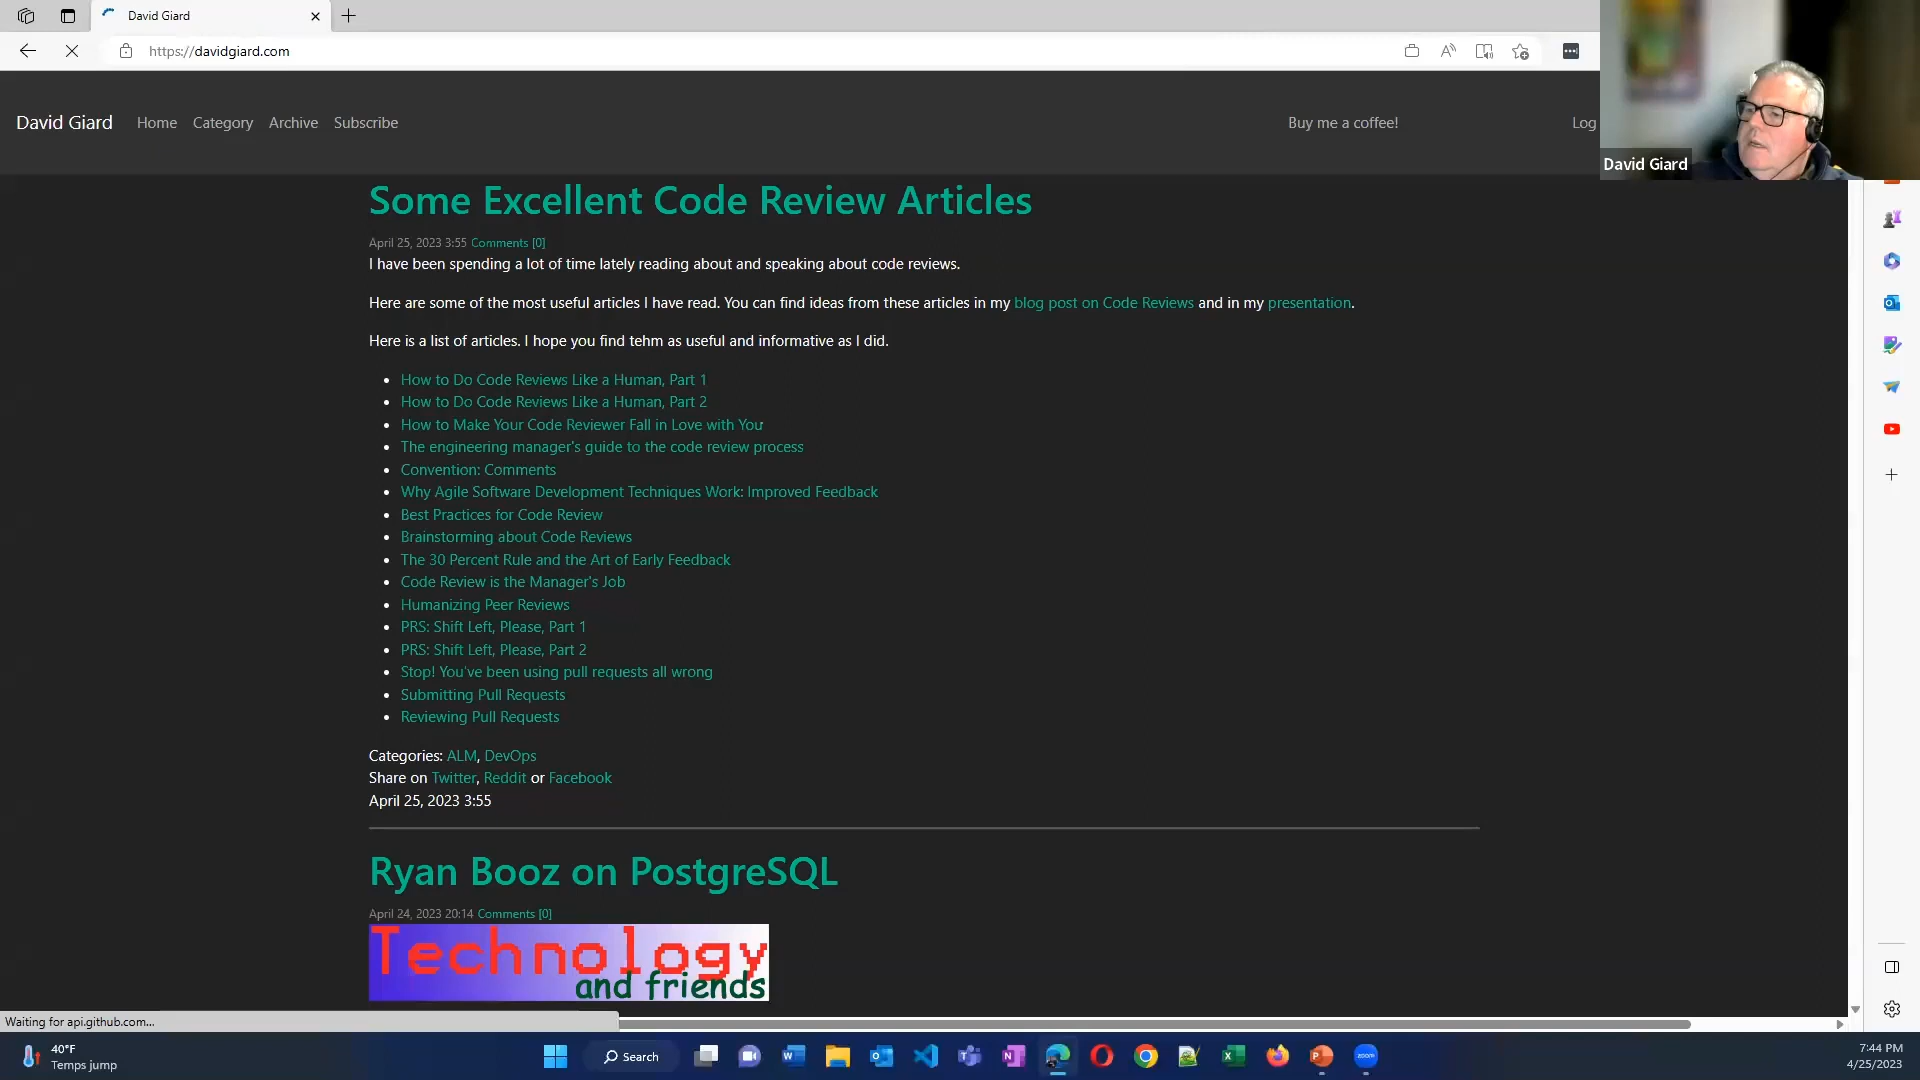 David Giard
https://davidgiard.com
David Giard Home Category Archive Subscribe Buy me a coffee! Log
David Giard
Some Excellent Code Review Articles
April 25, 2023 3:55 Comments [0]
I have been spending a lot of time lately reading about and speaking about code reviews.
Here are some of the most useful articles I have read. You can find ideas from these articles in my blog post on Code Reviews and in my presentation.
Here is a list of articles. I hope you find tehm as useful and informative as I did.
How to Do Code Reviews Like a Human, Part 1
How to Do Code Reviews Like a Human, Part 2
How to Make Your Code Reviewer Fall in Love with You
The engineering manager's guide to the code review process
Convention: Comments
Why Agile Software Development Techniques Work: Improved Feedback
Best Practices for Code Review
Brainstorming about Code Reviews
The 30 Percent Rule and the Art of Early Feedback
Code Review is the Manager's Job
Humanizing Peer Reviews
PRS: Shift Left, Please, Part 1
PRS: Shift Left, Please, Part 2
Stop! You've been using pull requests all wrong
Submitting Pull Requests
Reviewing Pull Requests
Categories: ALM, DevOps
Share on Twitter, Reddit or Facebook
April 25, 2023 3:55
Ryan Booz on PostgreSQL
April 24, 2023 20:14 Comments [0]
Technology
and friends
Waiting for api.github.com...
40°F
Temps jump
Search
zoom
7:44 PM
4/25/2023